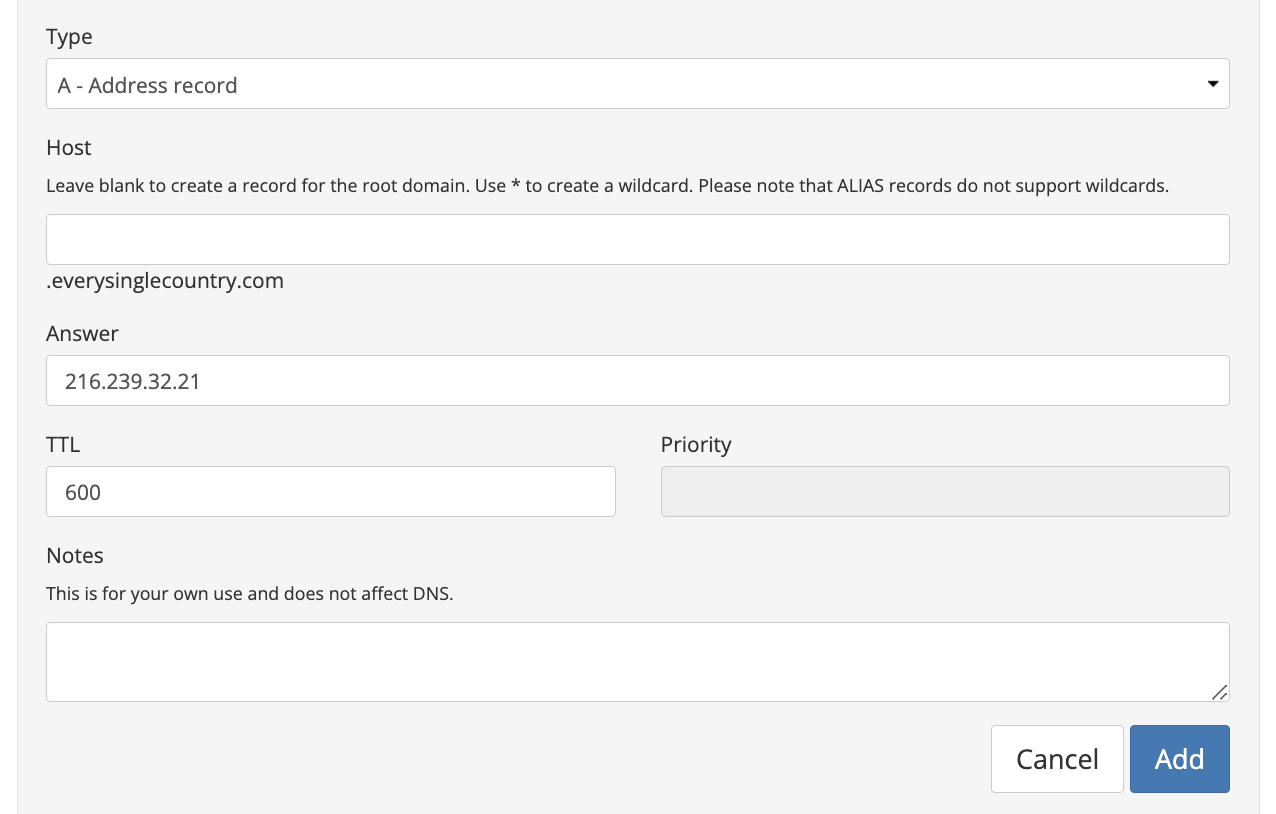 Type
A - Address record
Host
Leave blank to create a record for the root domain. Use * to create a wildcard. Please note that ALIAS records do not support wildcards.
.everysinglecountry.com
Answer
216.239.32.21
TTL
Priority
600
Notes
This is for your own use and does not affect DNS.
Cancel
Add